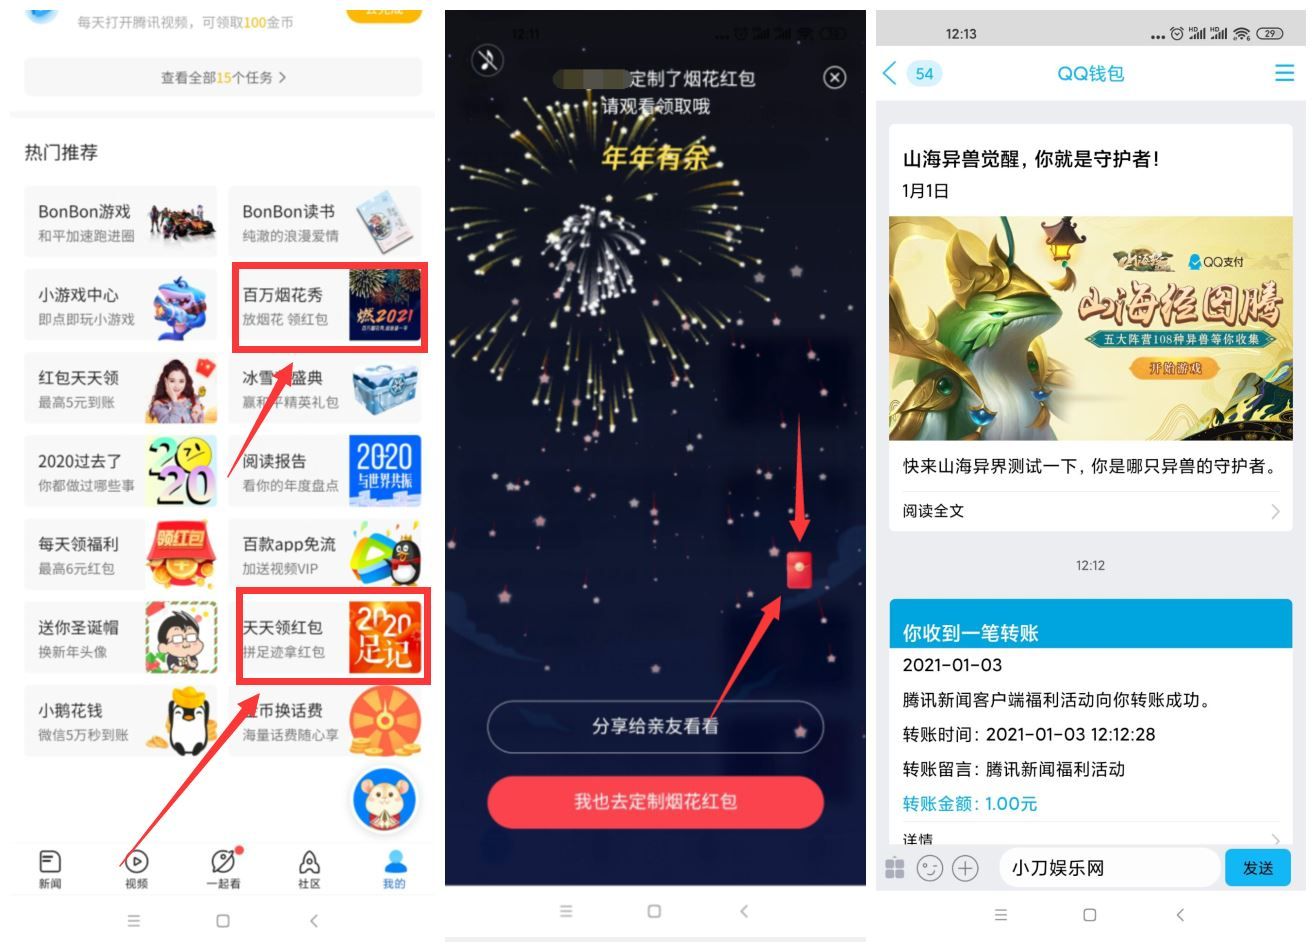 每天打开腾讯视频，可领取100金币
查看全部15个任务
热门推荐
BonBon游戏
和平加速跑进圈
BonBon读书
纯澈的浪漫爱情
小游戏中心
即点即玩小游戏
百万烟花秀
放烟花 领红包
燃2021
红包天天领
最高5元到账
冰雪
盛典
赢和平精英礼包
2020过去了
你都做过哪些事
2020
阅读报告
看你的年度盘点
2020
与世界共振
每天领福利
最高6元红包
领红包
百款app免流
加送视频VIP
送你圣诞帽
换新年头像
天天领红包
拼足迹拿红包
2020
足记
小鹅花钱
微信5万秒到账
币换话费
海量话费随心享
新闻
视频
一起看
社区
我的
12:11
定制了烟花红包
请观看领取哦
年年有余
分享给亲友看看
我也去定制烟花红包
12:13
29
54
QQ钱包
山海异兽觉醒，你就是守护者！
1月1日
QQ支付
山海经图腾
五大阵营108种异兽等你收集
开始游戏
快来山海异界测试一下，你是哪只异兽的守护者。
阅读全文
12:12
你收到一笔转账
2021-01-03
腾讯新闻客户端福利活动向你转账成功。
转账时间：2021-01-03 12:12:28
转账留言：腾讯新闻福利活动
转账金额：1.00元
详情
小刀娱乐网
发送